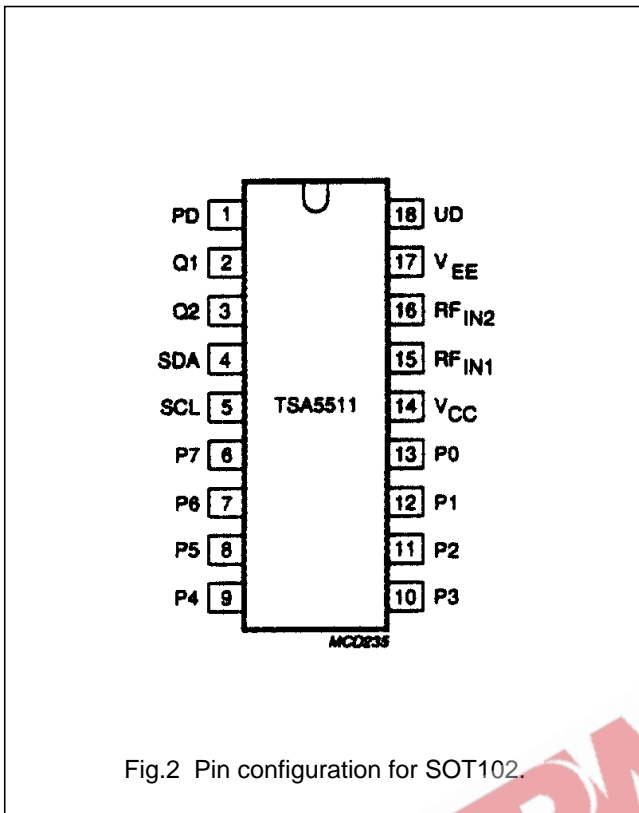 PD 1 18 UD
Q1 2 17 VEE
Q2 3 16 RFIN2
SDA 4 15 RFIN1
SCL 5 TSA5511 14 VCC
P7 6 13 P0
P6 7 12 P1
P5 8 11 P2
P4 9 10 P3
MCD235
Fig.2 Pin configuration for SOT102.